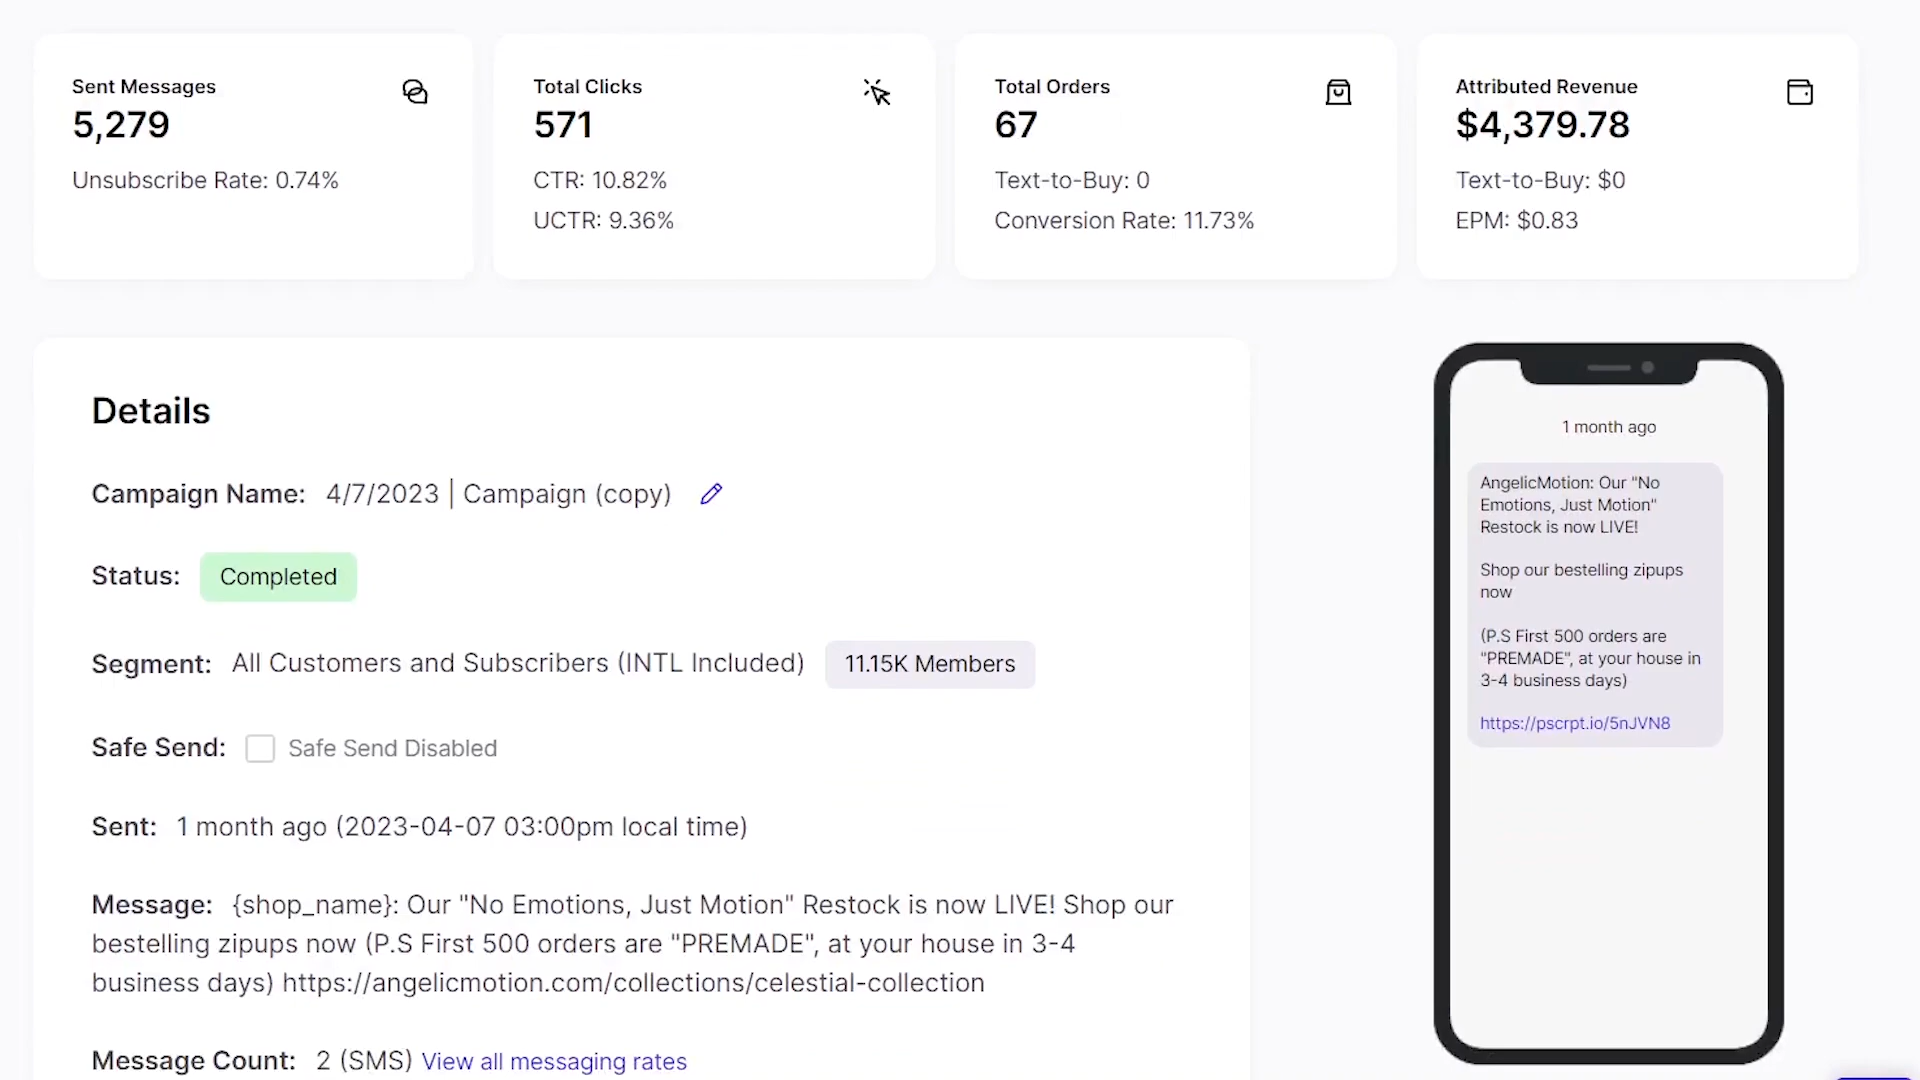 Sent Messages
5,279
Unsubscribe Rate: 0.74%
Total Clicks
571
CTR: 10.82%
UCTR: 9.36%
Total Orders
67
Text-to-Buy: 0
Conversion Rate: 11.73%
Attributed Revenue
$4,379.78
Text-to-Buy: $0
EPM: $0.83
Details
Campaign Name: 4/7/2023 | Campaign (copy)
Status: Completed
Segment: All Customers and Subscribers (INTL Included) 11.15K Members
Safe Send: Safe Send Disabled
Sent: 1 month ago (2023-04-07 03:00pm local time)
Message: {shop_name}: Our "No Emotions, Just Motion" Restock is now LIVE! Shop our
bestelling zipups now (P.S First 500 orders are "PREMADE", at your house in 3-4
business days) https://angelicmotion.com/collections/celestial-collection
Message Count: 2 (SMS) View all messaging rates
1 month ago
AngelicMotion: Our "No
Emotions, Just Motion"
Restock is now LIVE!
Shop our bestelling zipups
now
(P.S First 500 orders are
"PREMADE", at your house in
3-4 business days)
https://pscrpt.io/5nJVN8